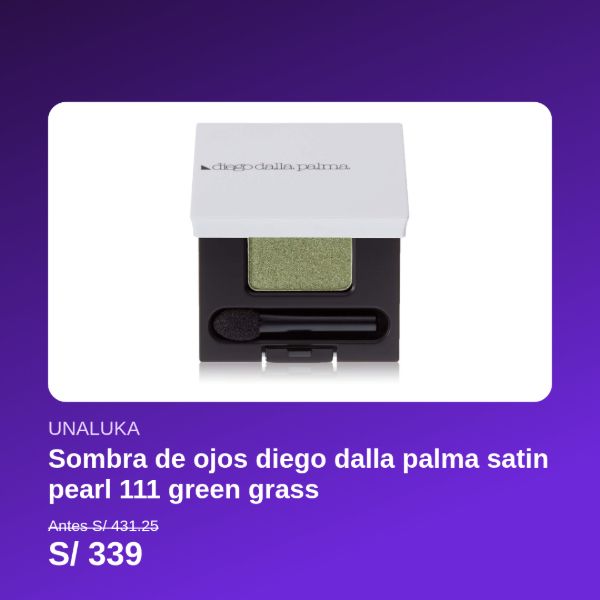 diego dalla palma
UNALUKA
Sombra de ojos diego dalla palma satin
pearl 111 green grass
Antes S/ 431.25
S/ 339